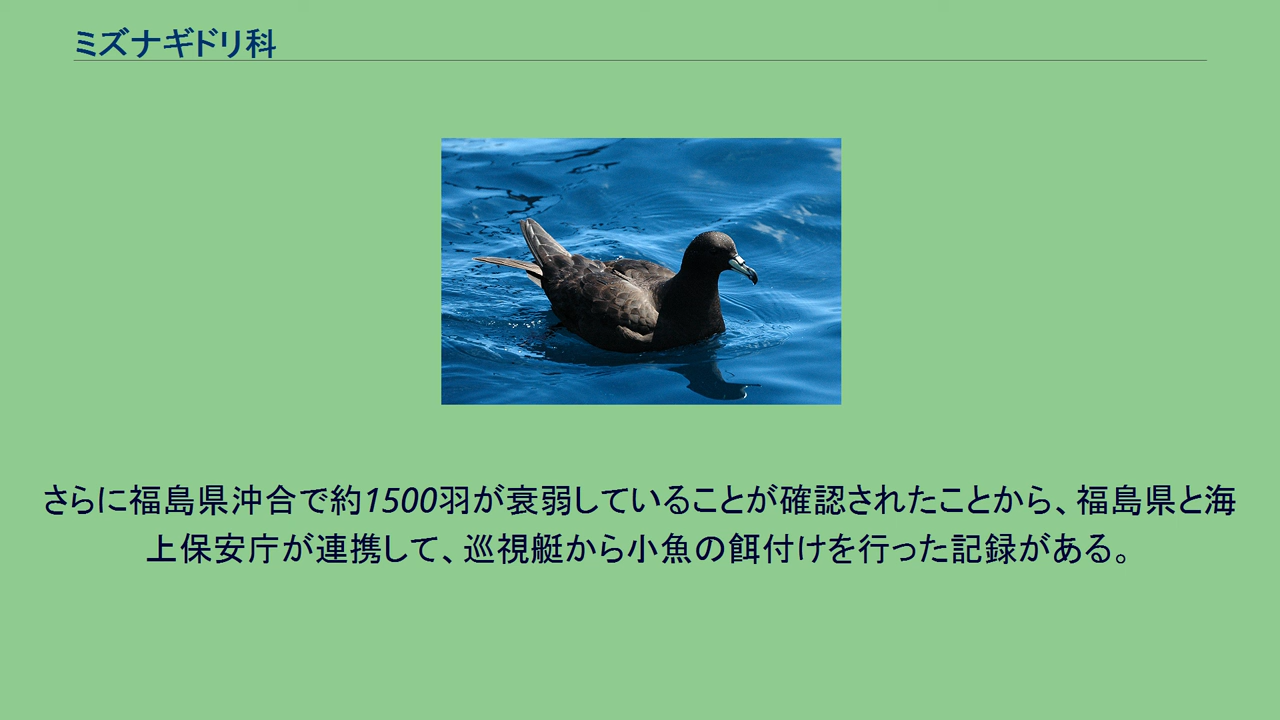 ミズナギドリ科
さらに福島県沖合で約1500羽が衰弱していることが確認されたことから、福島県と海
上保安庁が連携して、巡視艇から小魚の餌付けを行った記録がある。